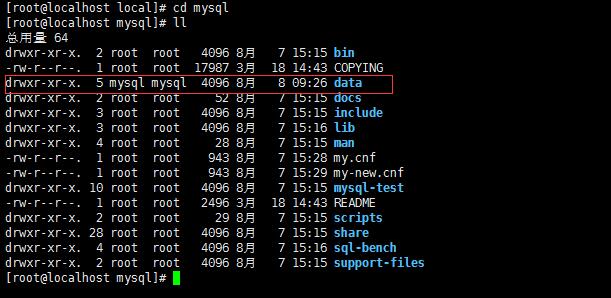 [root@localhost local]# cd mysql
[root@localhost mysql]# ll
总用量 64
drwxr-xr-x. 2 root root 4096 8月 7 15:15 bin
-rw-r--r--. 1 root root 17987 3月 18 14:43 COPYING
drwxr-xr-x. 5 mysql mysql 4096 8月 8 09:26 data
drwxr-xr-x. 2 root root 52 8月 7 15:15 docs
drwxr-xr-x. 3 root root 4096 8月 7 15:15 include
drwxr-xr-x. 3 root root 4096 8月 7 15:16 lib
drwxr-xr-x. 4 root root 28 8月 7 15:15 man
-rw-r--r--. 1 root root 943 8月 7 15:28 my.cnf
-rw-r--r--. 1 root root 943 8月 7 15:29 my-new.cnf
drwxr-xr-x. 10 root root 4096 8月 7 15:15 mysql-test
-rw-r--r--. 1 root root 2496 3月 18 14:43 README
drwxr-xr-x. 2 root root 29 8月 7 15:15 scripts
drwxr-xr-x. 28 root root 4096 8月 7 15:15 share
drwxr-xr-x. 4 root root 4096 8月 7 15:16 sql-bench
drwxr-xr-x. 2 root root 4096 8月 7 15:15 support-files
[root@localhost mysql]#